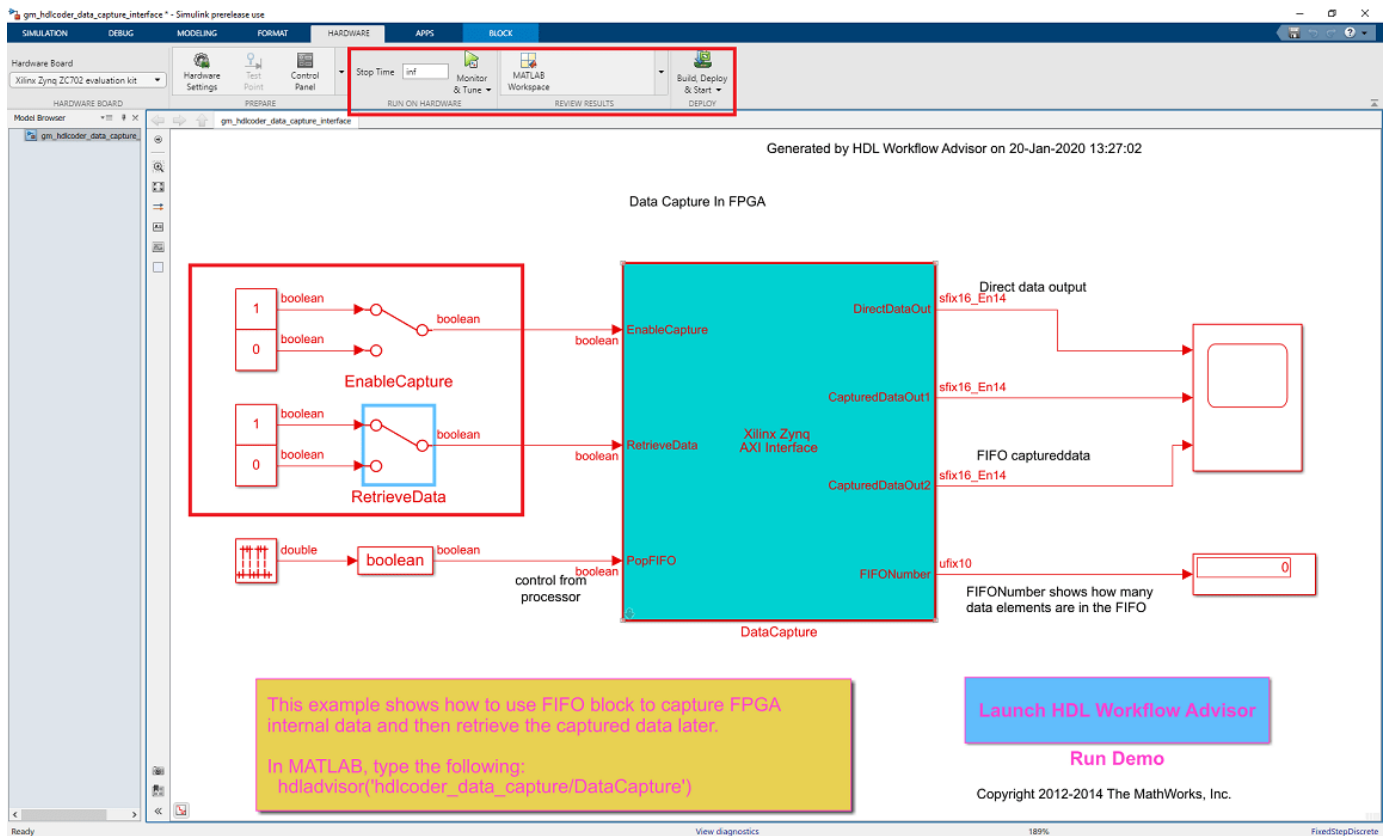 gm_hdlcoder_data_capture_interface * - Simulink prerelease use
SIMULATION DEBUG MODELING FORMAT HARDWARE APPS BLOCK
Hardware Board
Xilinx Zynq ZC702 evaluation kit
Hardware Settings
Test Point
Control Panel
Stop Time inf
Monitor & Tune
MATLAB Workspace
Build, Deploy & Start
HARDWARE BOARD PREPARE RUN ON HARDWARE REVIEW RESULTS DEPLOY
Model Browser
gm_hdlcoder_data_capture_
gm_hdlcoder_data_capture_interface
Generated by HDL Workflow Advisor on 20-Jan-2020 13:27:02
Data Capture In FPGA
1 boolean
0 boolean
boolean
boolean
EnableCapture
1 boolean
0 boolean
boolean
boolean
RetrieveData
double
boolean
boolean
boolean
control from
processor
EnableCapture
RetrieveData
PopFIFO
Xilinx Zynq
AXI Interface
DirectDataOut
CapturedDataOut1
CapturedDataOut2
FIFONumber
DataCapture
Direct data output
sfix16_En14
sfix16_En14
FIFO captureddata
sfix16_En14
ufix10
0
FIFONumber shows how many
data elements are in the FIFO
This example shows how to use FIFO block to capture FPGA
internal data and then retrieve the captured data later.
In MATLAB, type the following:
hdladvisor('hdlcoder_data_capture/DataCapture')
Launch HDL Workflow Advisor
Run Demo
Copyright 2012-2014 The MathWorks, Inc.
Ready View diagnostics 189% FixedStepDiscrete